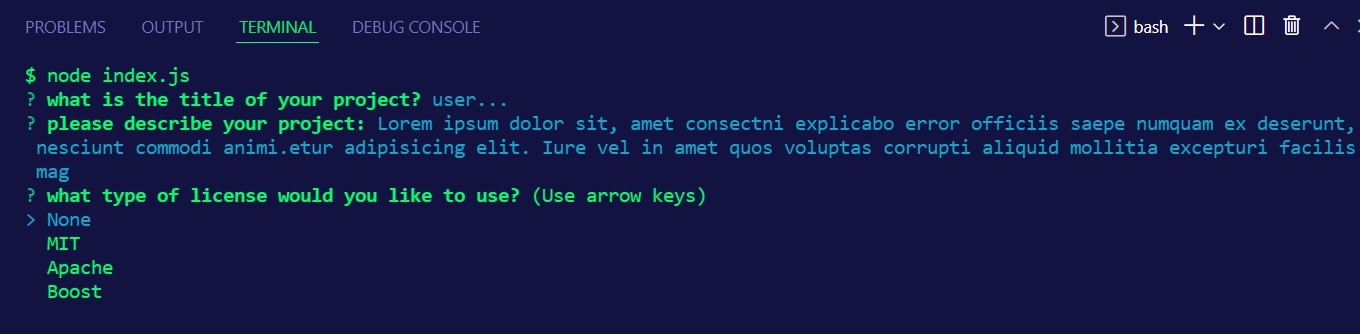 PROBLEMS OUTPUT TERMINAL DEBUG CONSOLE bash
$ node index.js
? what is the title of your project? user...
? please describe your project: Lorem ipsum dolor sit, amet consectni explicabo error officiis saepe numquam ex deserunt,
nesciunt commodi animi.etur adipisicing elit. Iure vel in amet quos voluptas corrupti aliquid mollitia excepturi facilis
mag
? what type of license would you like to use? (Use arrow keys)
> None
MIT
Apache
Boost